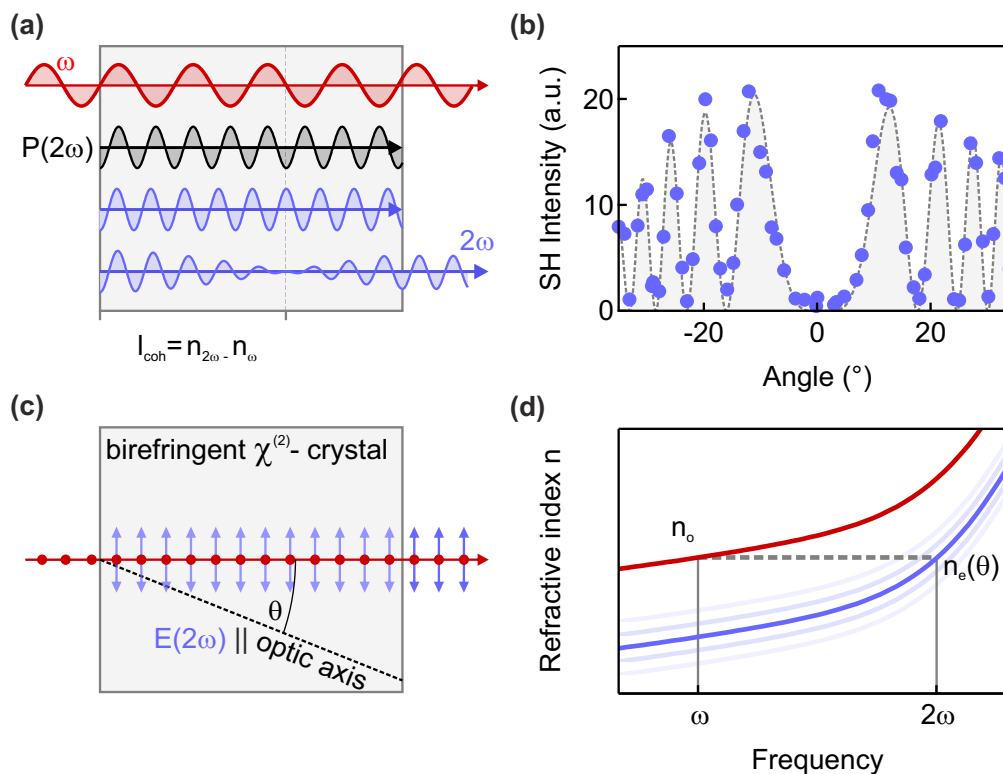 (a)
ω
P(2ω)
2ω
l_coh = n_2ω - n_ω
(b)
SH Intensity (a.u.)
20
10
0
-20
0
20
Angle (°)
(c)
birefringent χ^(2)- crystal
θ
E(2ω) || optic axis
(d)
Refractive index n
n_o
n_e(θ)
ω
2ω
Frequency